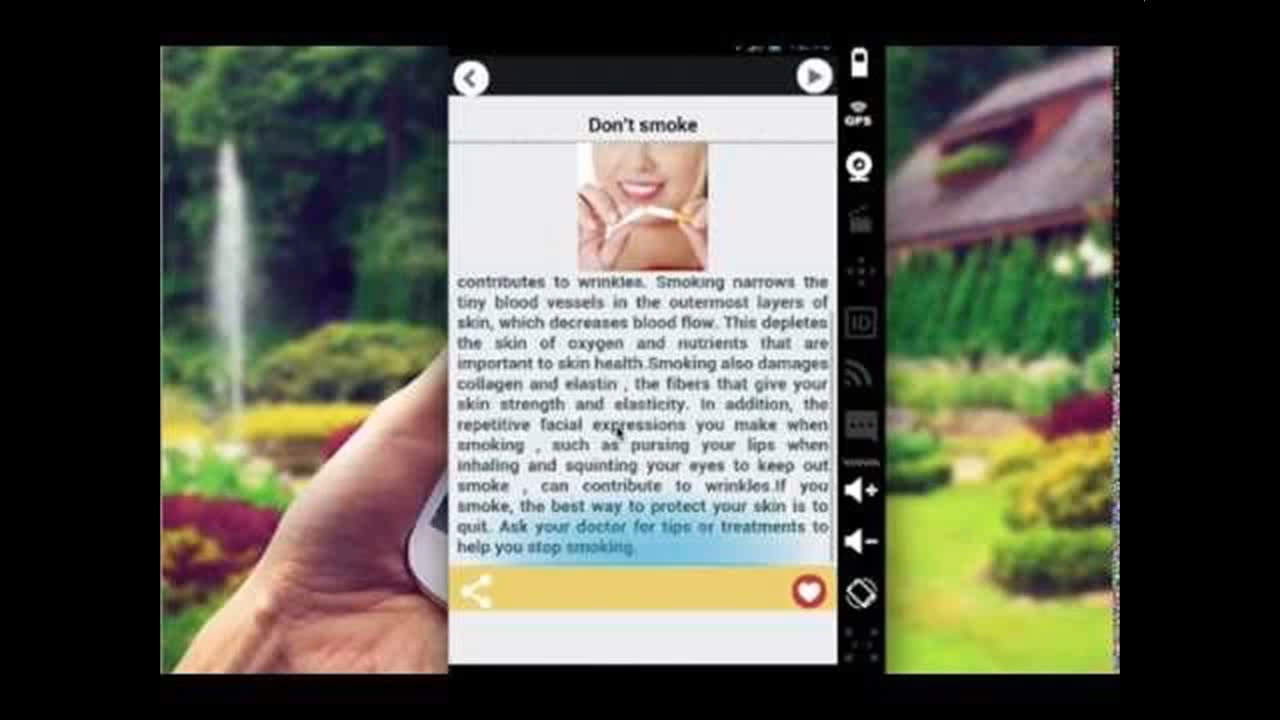 GPS
Don't smoke
contributes to wrinkles. Smoking narrows the
tiny blood vessels in the outermost layers of
skin, which decreases blood flow. This depletes
the skin of oxygen and nutrients that are
important to skin health.Smoking also damages
collagen and elastin , the fibers that give your
skin strength and elasticity. In addition, the
repetitive facial expressions you make when
smoking , such as pursing your lips when
inhaling and squinting your eyes to keep out
smoke , can contribute to wrinkles.If you
smoke, the best way to protect your skin is to
quit. Ask your doctor for tips or treatments to
help you stop smoking.
ID